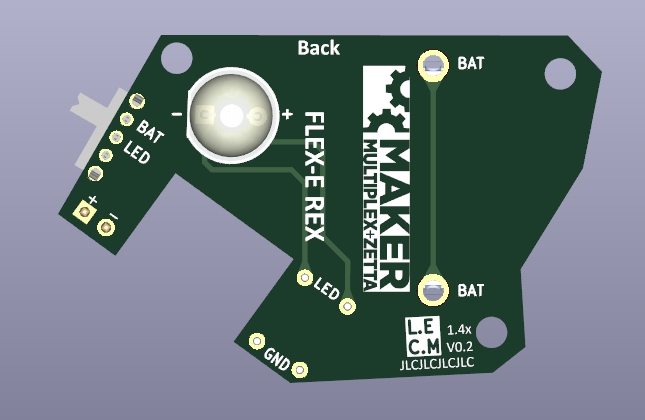 Back
BAT
- +
BAT
LED
+ -
FLEX-E REX
MAKER
MULTIPLEX+ZETTA
LED
BAT
GND
L.E
C.M
1.4x
V0.2
JLCJLCJLCJLC